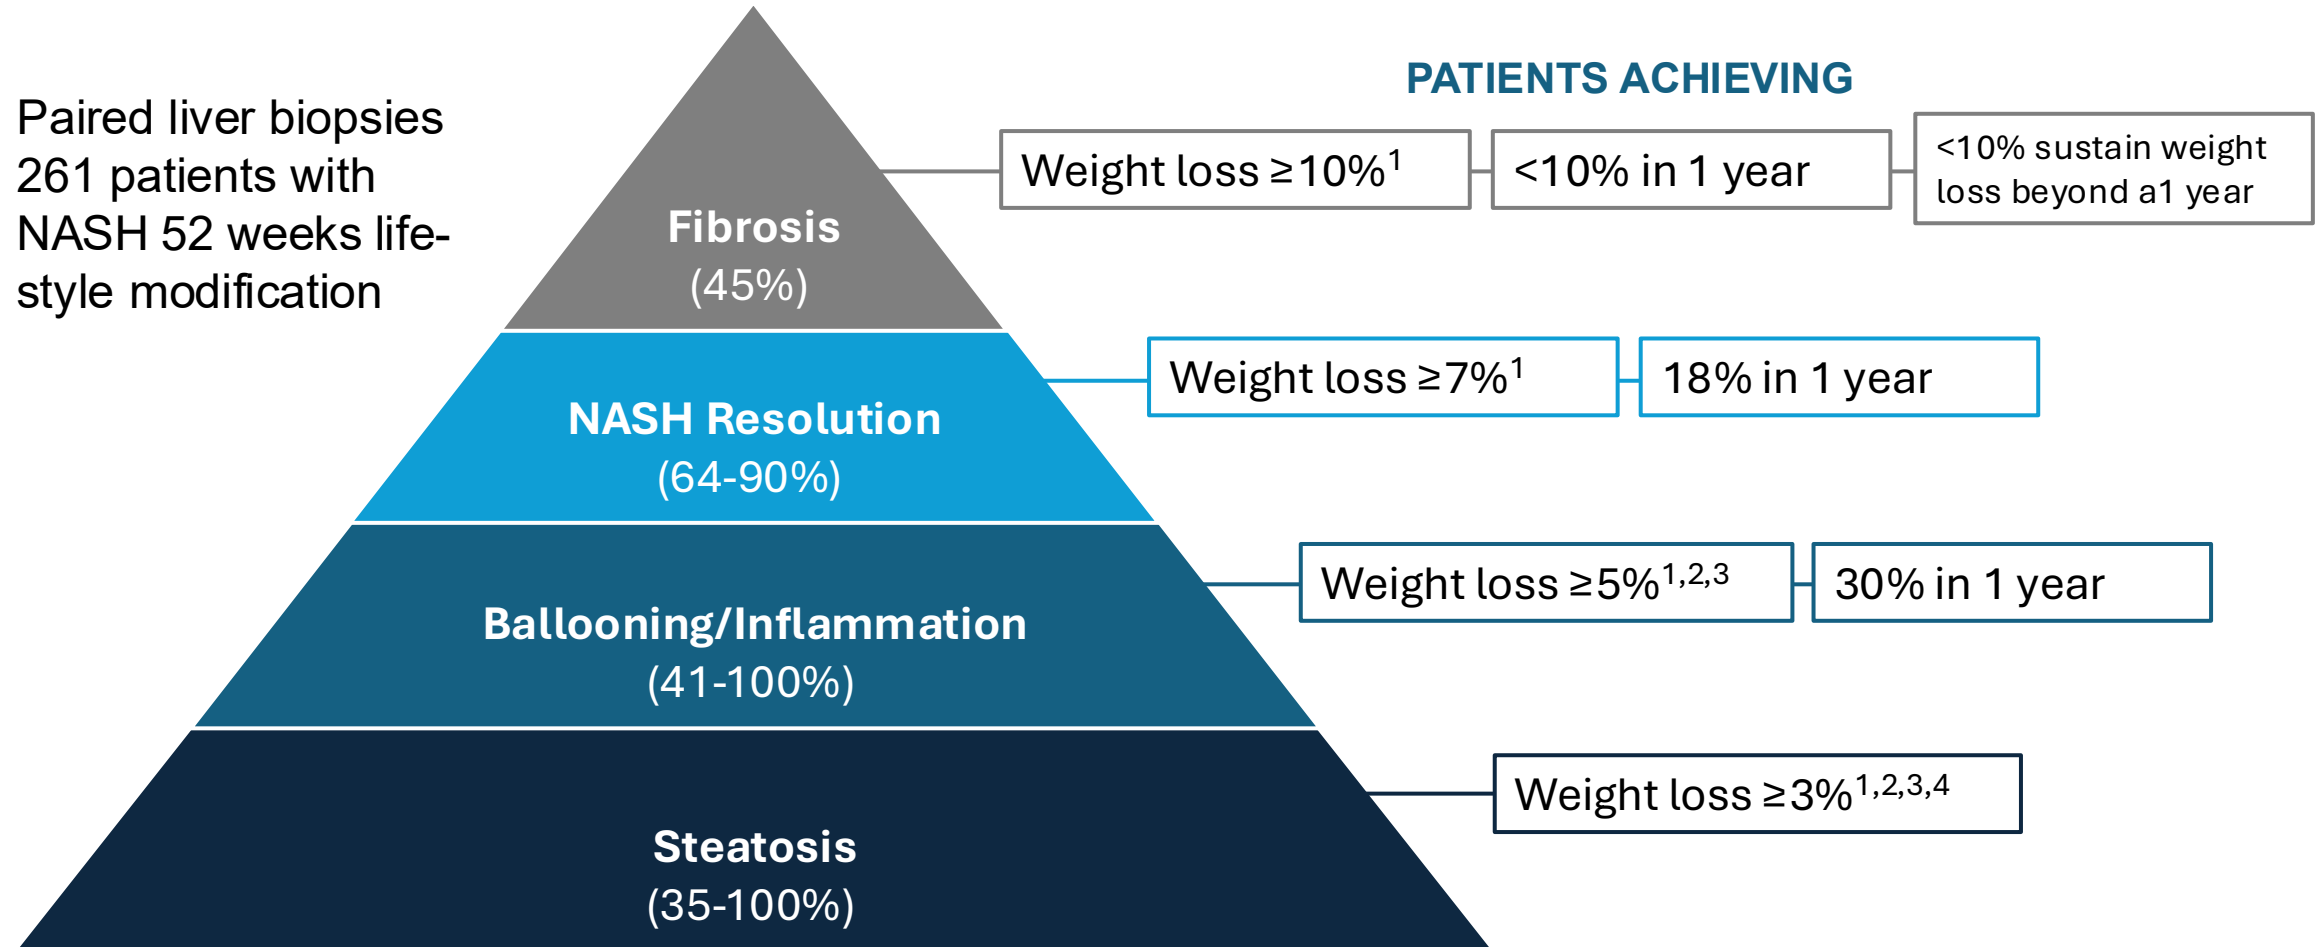 Paired liver biopsies
261 patients with
NASH 52 weeks life-
style modification
PATIENTS ACHIEVING
Fibrosis
(45%)
Weight loss ≥10%¹
<10% in 1 year
<10% sustain weight
loss beyond a1 year
NASH Resolution
(64-90%)
Weight loss ≥7%¹
18% in 1 year
Ballooning/Inflammation
(41-100%)
Weight loss ≥5%¹,²,³
30% in 1 year
Steatosis
(35-100%)
Weight loss ≥3%¹,²,³,⁴